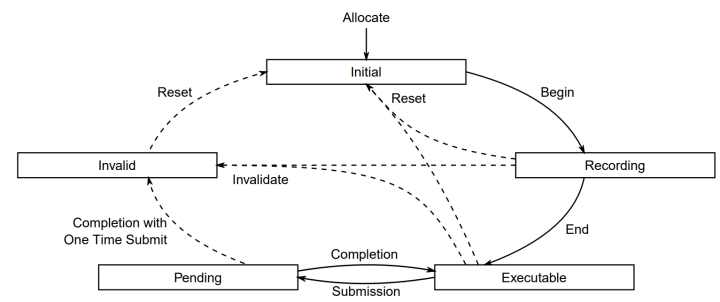 Allocate
Initial
Reset
Reset
Begin
Invalid
Recording
Invalidate
Completion with
One Time Submit
End
Completion
Pending
Executable
Submission